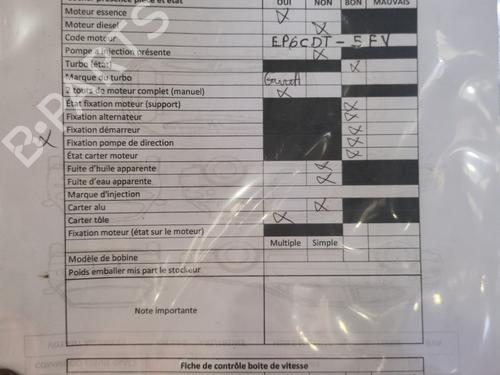 OUI NON BON MAUVAIS
Moteur essence X
Moteur diesel X
Code moteur EP6CDT - 5FV
Pompe a injection présente X
Turbo (état) X
Marque du turbo Garrett
2 tours de moteur complet (manuel) X
État fixation moteur (support) X
Fixation alternateur X
Fixation démarreur X
X Fixation pompe de direction X
État carter moteur X
Fuite d'huile apparente X
Fuite d'eau apparente X
Marque d'injection
Carter alu X
Carter tôle X
Fixation moteur (état sur le moteur)
Multiple Simple
Modèle de bobine
Poids emballer mis part le stockeur
Note importante
Fiche de contrôle boite de vitesse
B-PARTS